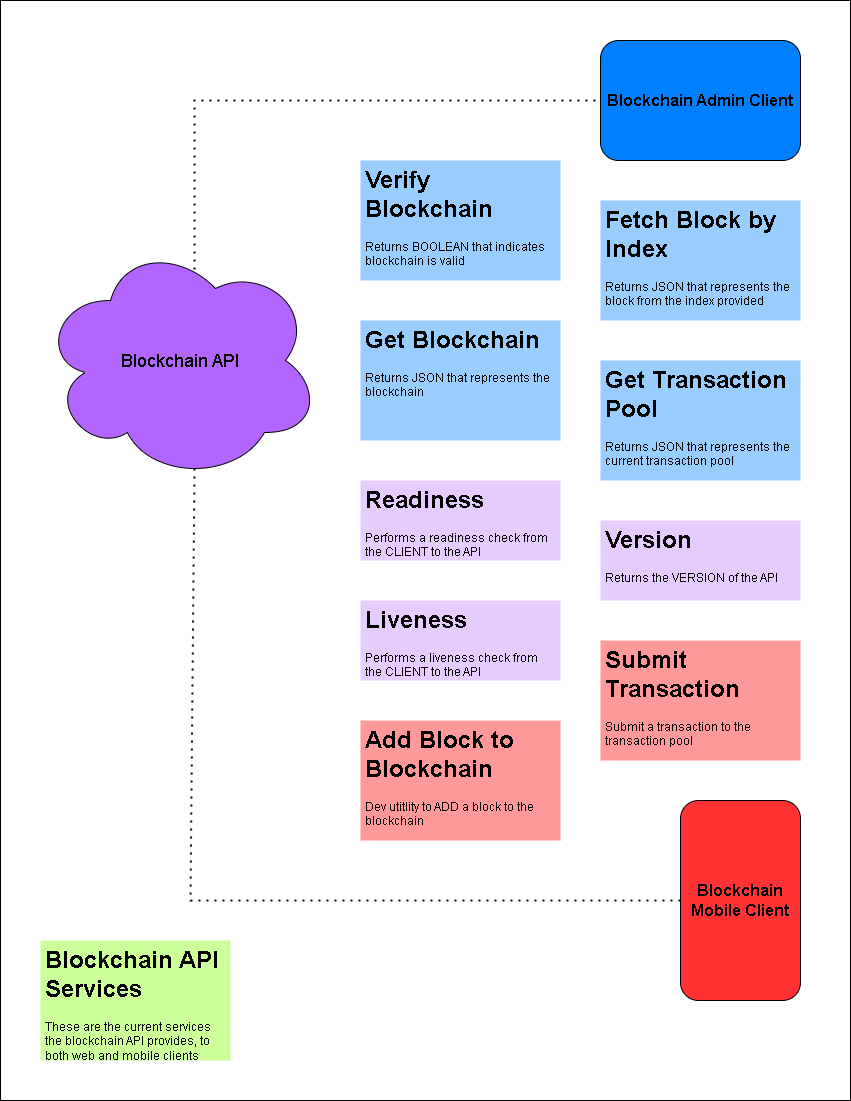 Blockchain Admin Client
Verify
Blockchain
Returns BOOLEAN that indicates
blockchain is valid
Fetch Block by
Index
Returns JSON that represents the
block from the index provided
Blockchain API
Get Blockchain
Returns JSON that represents the
blockchain
Get Transaction
Pool
Returns JSON that represents the
current transaction pool
Readiness
Performs a readiness check from
the CLIENT to the API
Version
Returns the VERSION of the API
Liveness
Performs a liveness check from
the CLIENT to the API
Submit
Transaction
Submit a transaction to the
transaction pool
Add Block to
Blockchain
Dev utitlity to ADD a block to the
blockchain
Blockchain
Mobile Client
Blockchain API
Services
These are the current services
the blockchain API provides, to
both web and mobile clients